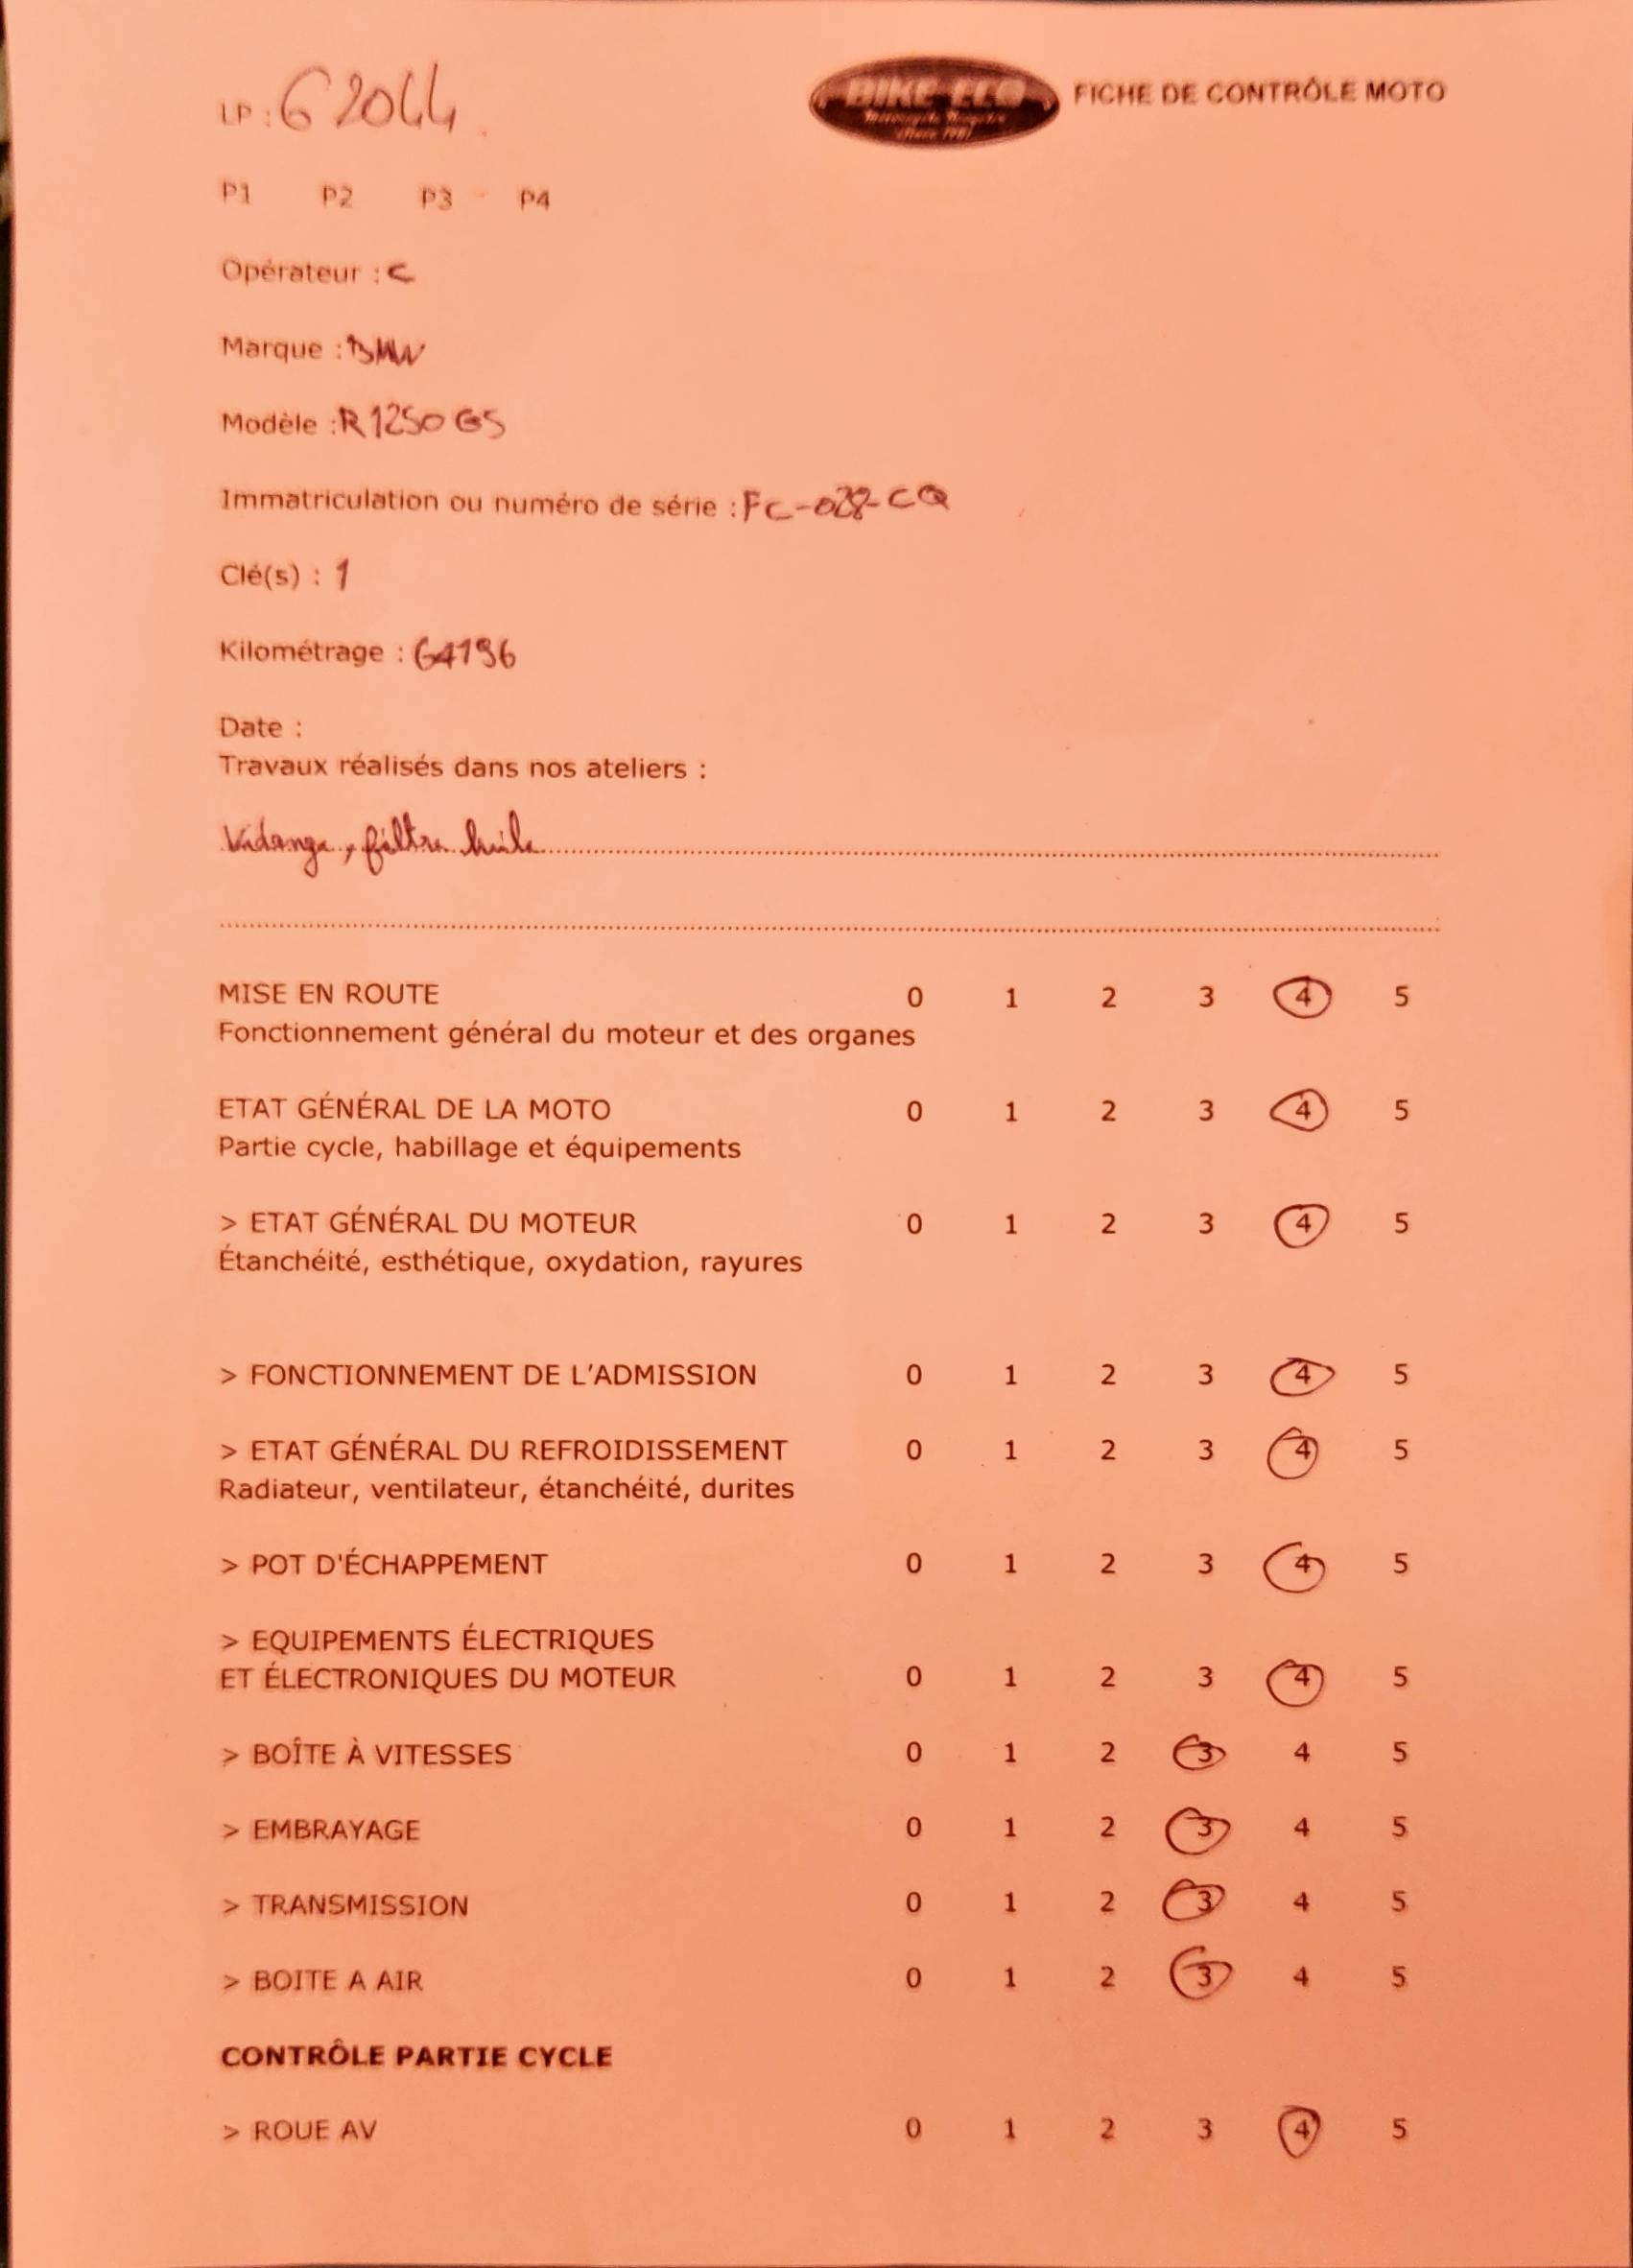 LP : G2044
BIKE ECO
FICHE DE CONTRÔLE MOTO
P1 P2 P3 P4
Opérateur : C
Marque : BMW
Modèle : R1250 GS
Immatriculation ou numéro de série : FC-028-CQ
Clé(s) : 1
Kilométrage : 64196
Date :
Travaux réalisés dans nos ateliers :
Vidange, filtre huile
MISE EN ROUTE 0 1 2 3 4 5
Fonctionnement général du moteur et des organes
ETAT GÉNÉRAL DE LA MOTO 0 1 2 3 4 5
Partie cycle, habillage et équipements
> ETAT GÉNÉRAL DU MOTEUR 0 1 2 3 4 5
Étanchéité, esthétique, oxydation, rayures
> FONCTIONNEMENT DE L'ADMISSION 0 1 2 3 4 5
> ETAT GÉNÉRAL DU REFROIDISSEMENT 0 1 2 3 4 5
Radiateur, ventilateur, étanchéité, durites
> POT D'ÉCHAPPEMENT 0 1 2 3 4 5
> EQUIPEMENTS ÉLECTRIQUES
ET ÉLECTRONIQUES DU MOTEUR 0 1 2 3 4 5
> BOÎTE À VITESSES 0 1 2 3 4 5
> EMBRAYAGE 0 1 2 3 4 5
> TRANSMISSION 0 1 2 3 4 5
> BOITE A AIR 0 1 2 3 4 5
CONTRÔLE PARTIE CYCLE
> ROUE AV 0 1 2 3 4 5